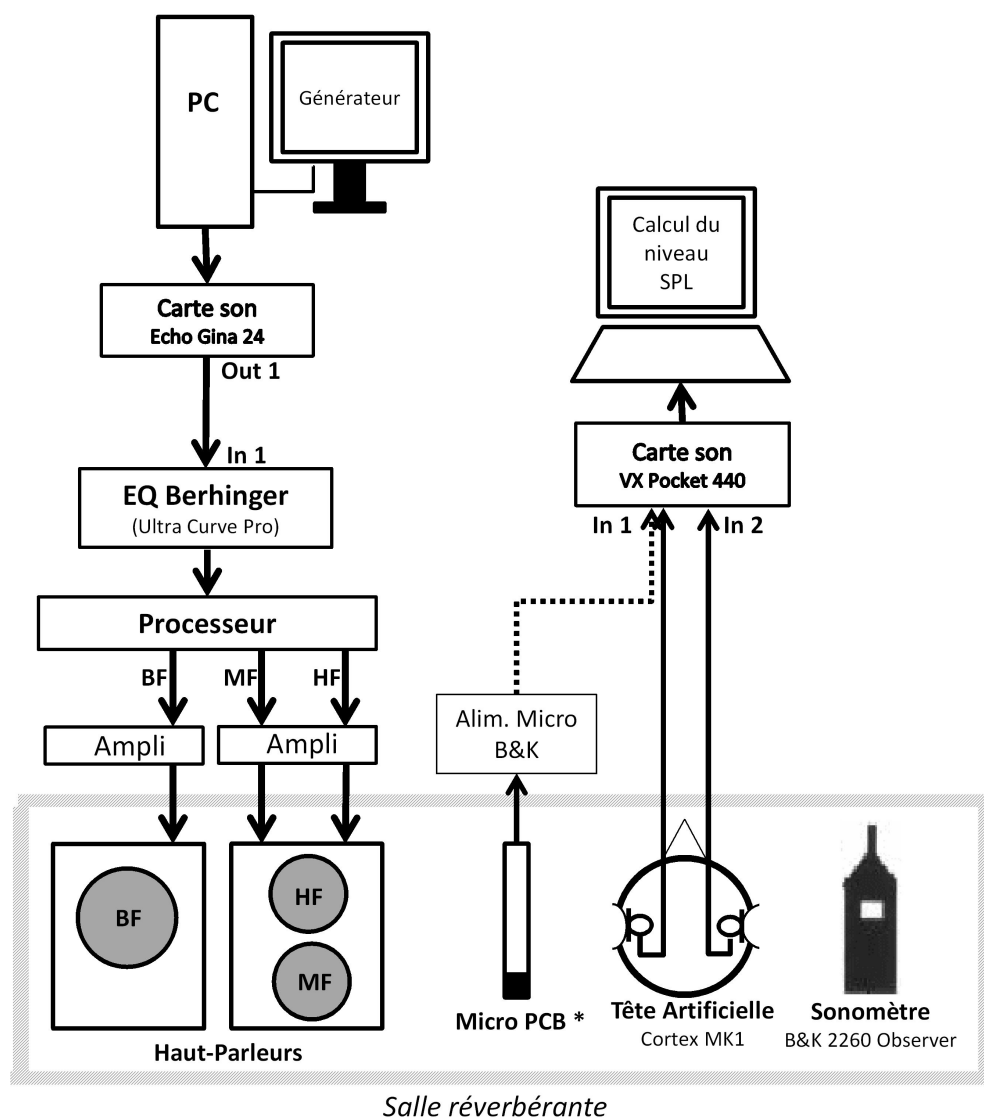 PC
Générateur
Carte son
Echo Gina 24
Out 1
In 1
EQ Berhinger
(Ultra Curve Pro)
Processeur
BF
MF
HF
Ampli
Ampli
BF
HF
MF
Haut-Parleurs
Calcul du
niveau
SPL
Carte son
VX Pocket 440
In 1
In 2
Alim. Micro
B&K
Micro PCB *
Tête Artificielle
Cortex MK1
Sonomètre
B&K 2260 Observer
Salle réverbérante